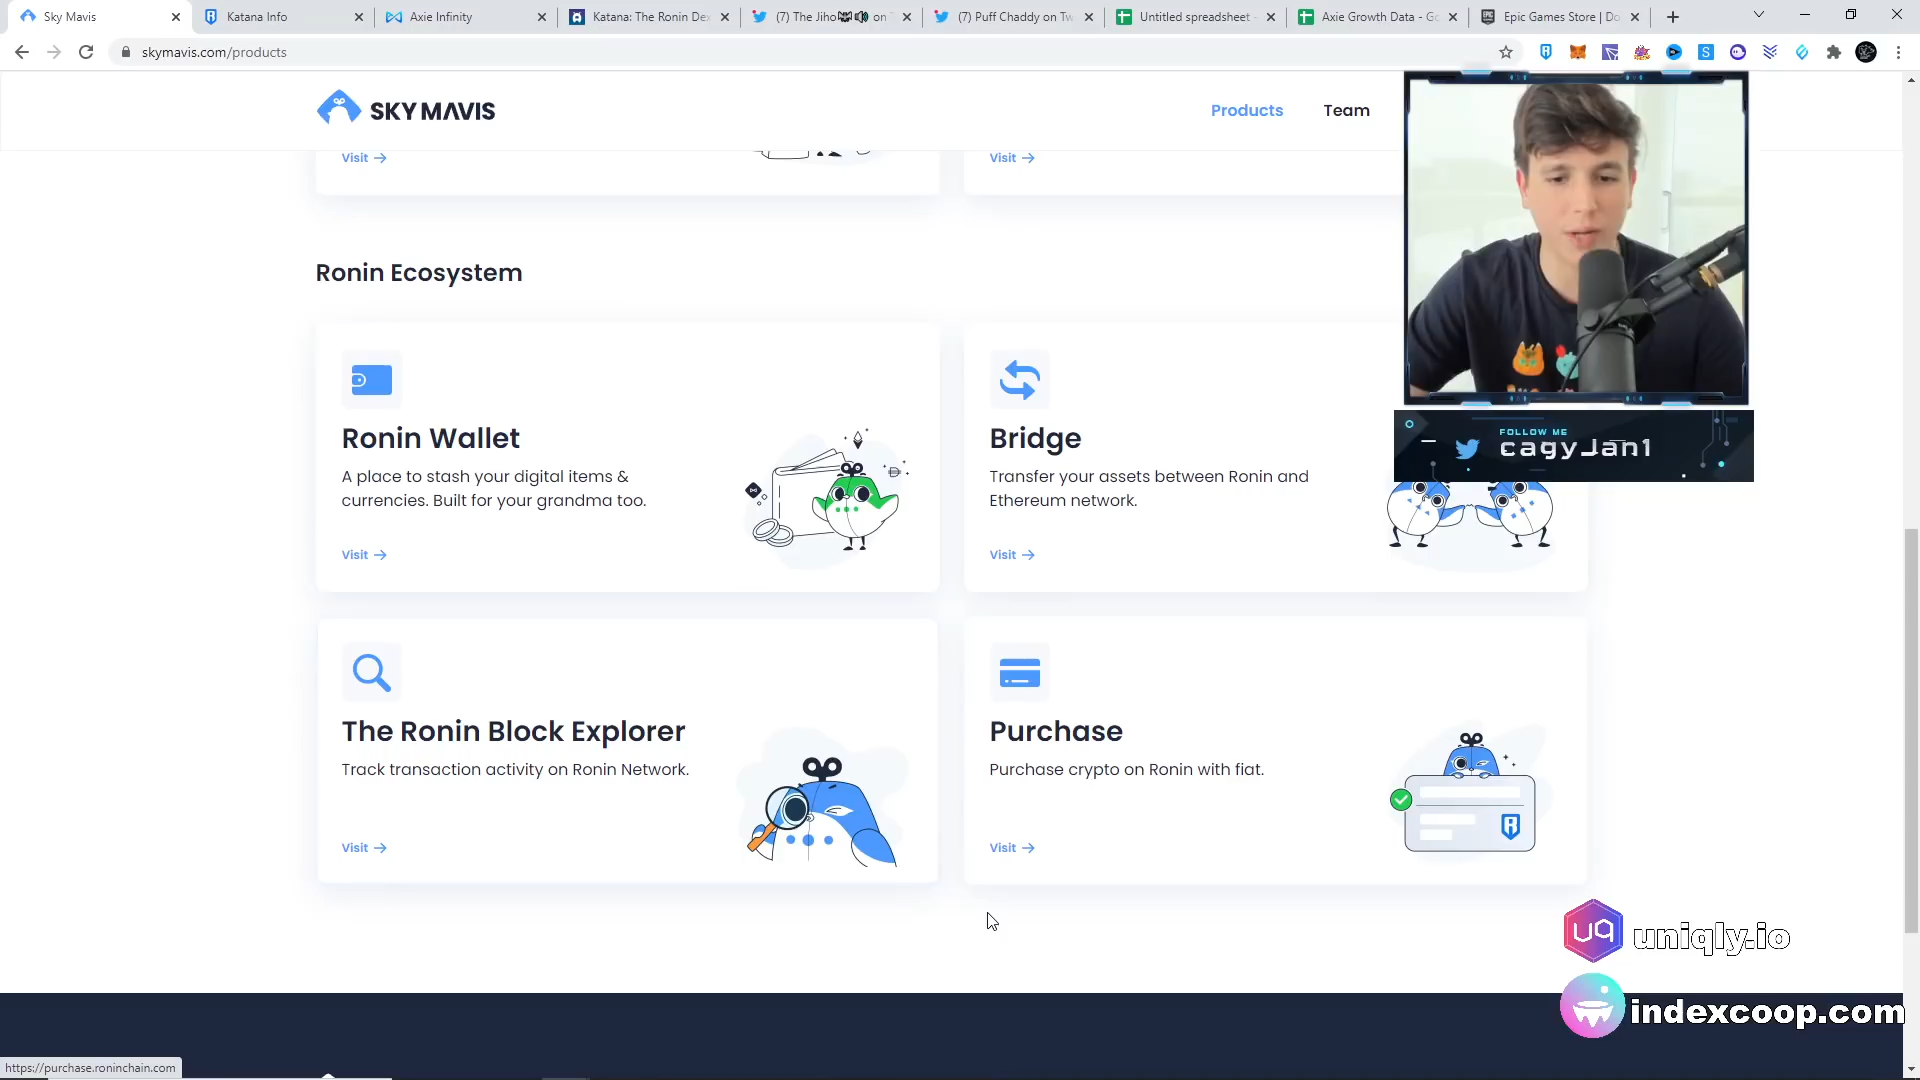 Sky Mavis
Katana Info
Axie Infinity
Katana: The Ronin De
(7) The Jiho
on
(7) Puff Chaddy on Tw
Untitled spreadsheet
Axie Growth Data - G
Epic Games Store | Do
skymavis.com/products
SKY MAVIS
Products
Team
Visit →
Visit →
Ronin Ecosystem
Ronin Wallet
A place to stash your digital items &
currencies. Built for your grandma too.
Visit →
Bridge
Transfer your assets between Ronin and
Ethereum network.
Visit →
FOLLOW ME
cagyJan1
The Ronin Block Explorer
Track transaction activity on Ronin Network.
Visit →
Purchase
Purchase crypto on Ronin with fiat.
Visit →
uq uniqly.io
indexcoop.com
https://purchase.roninchain.com